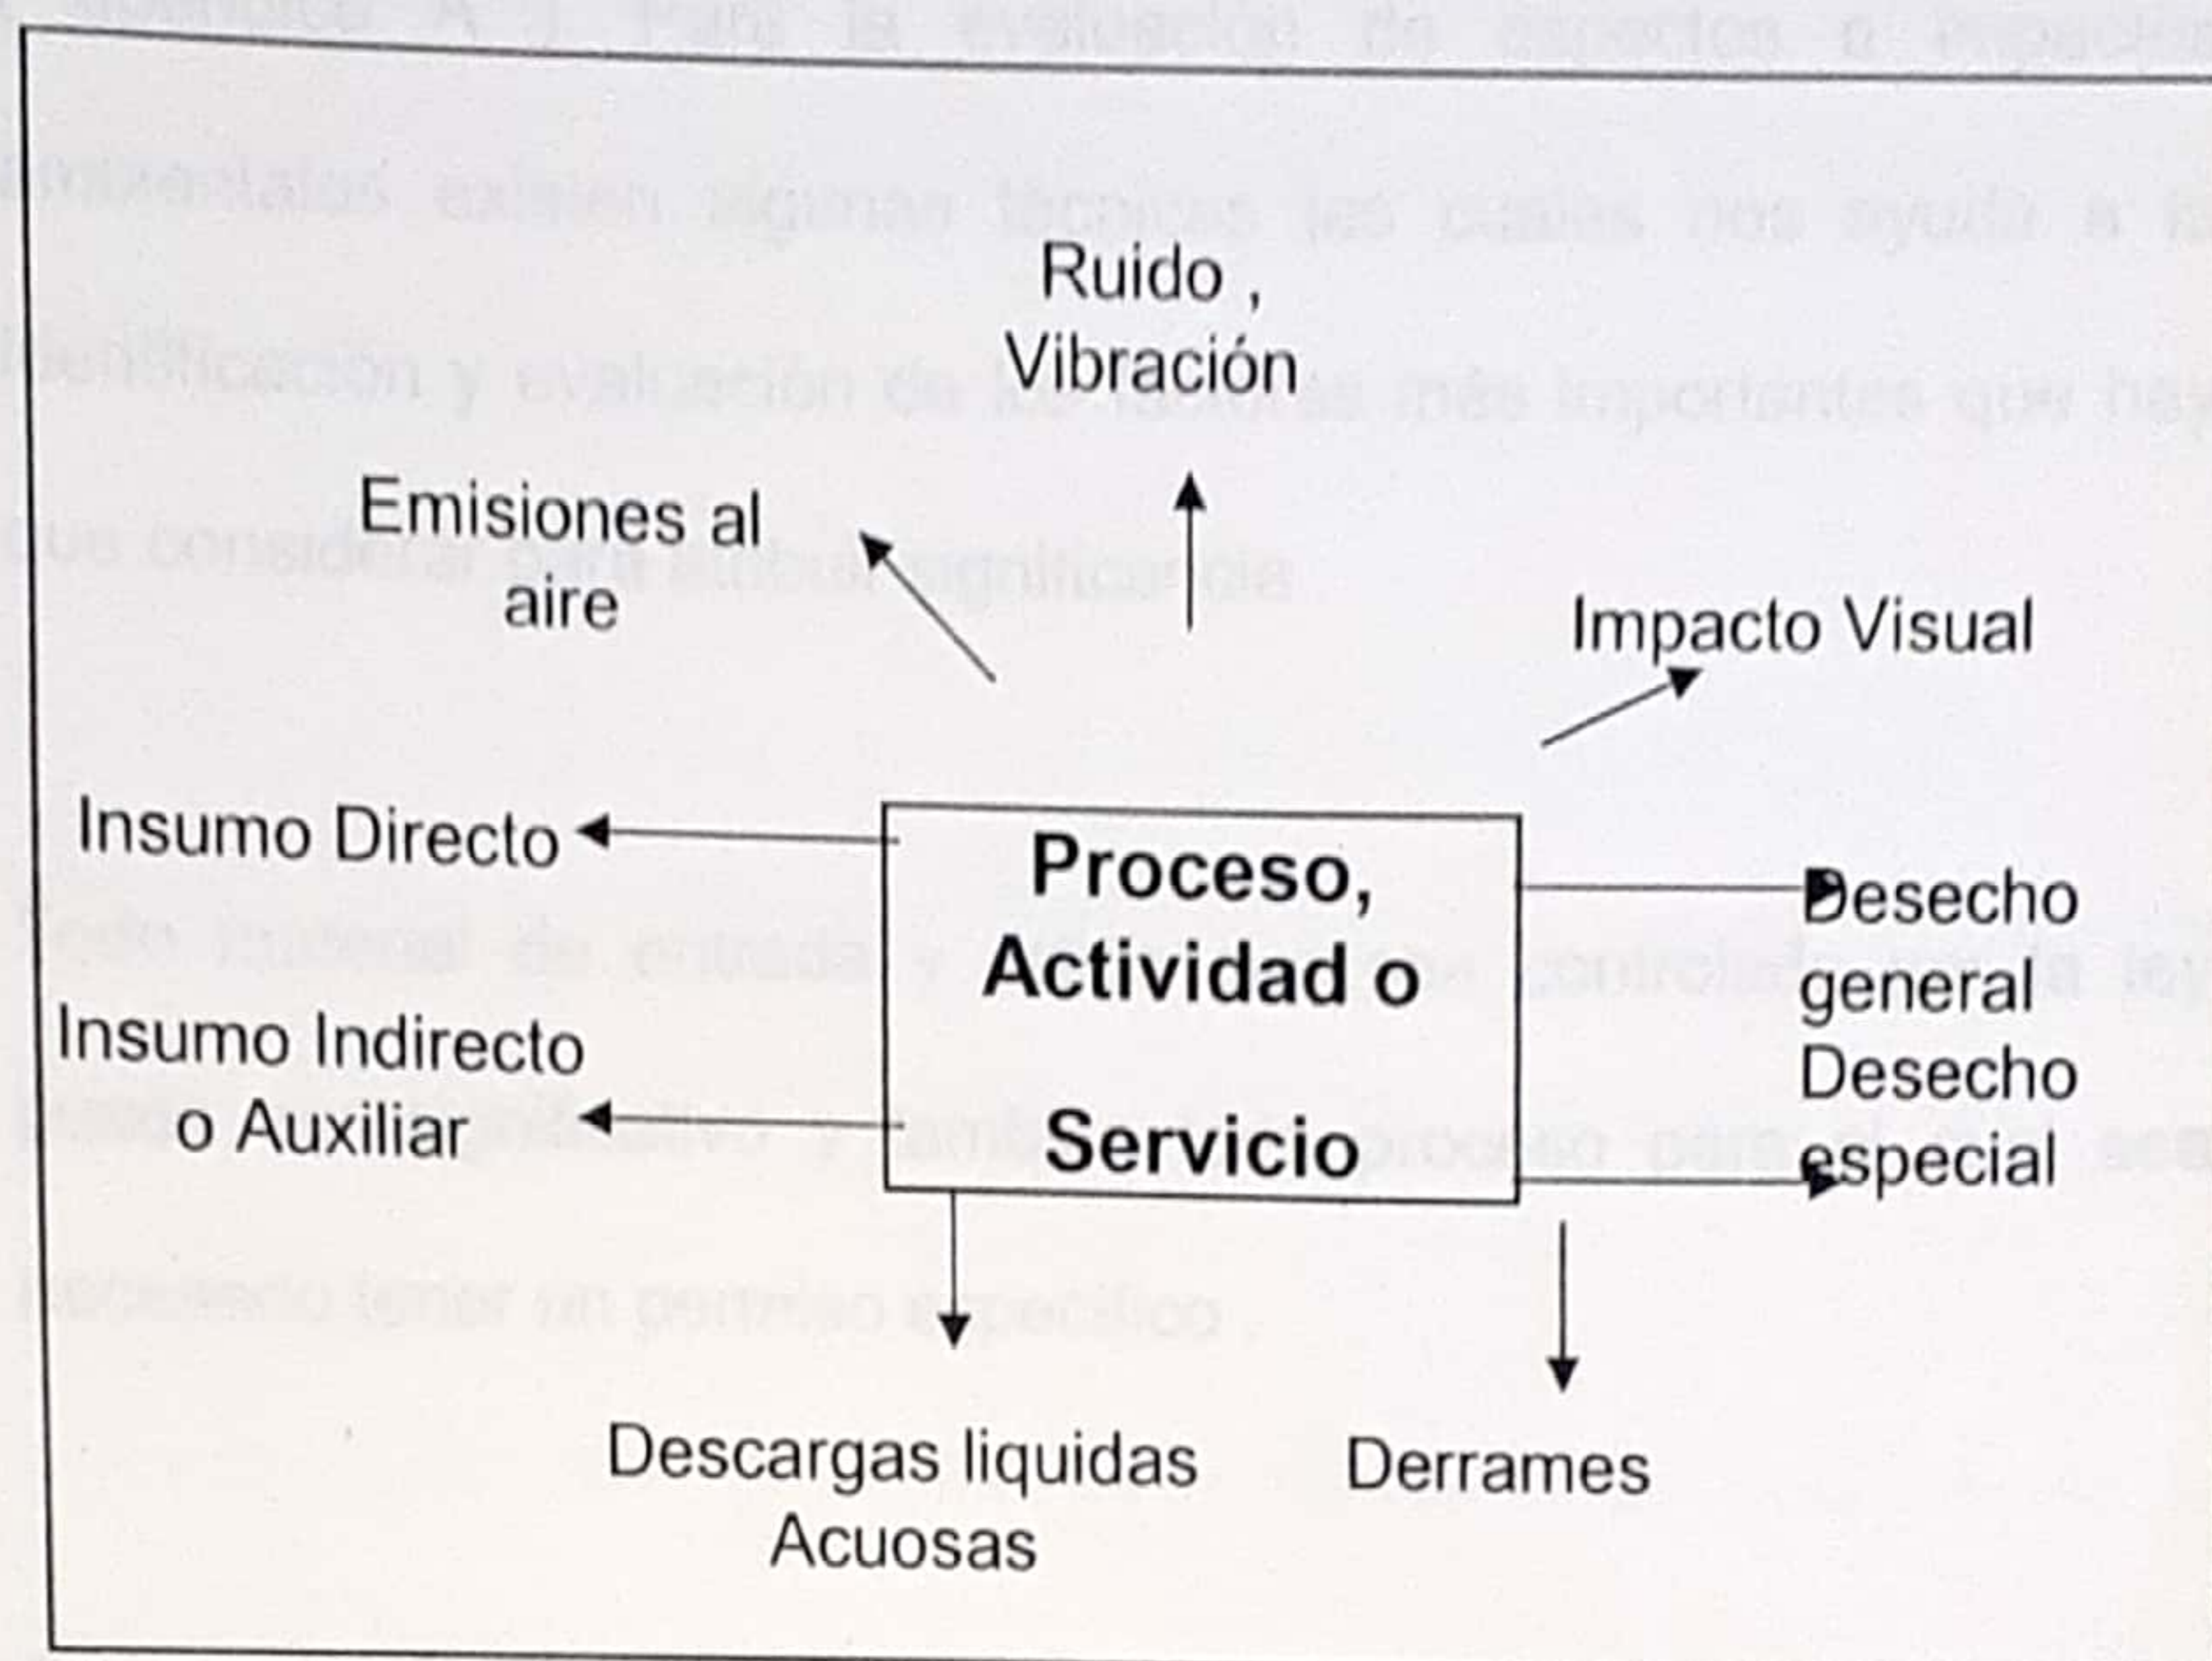 Ruido ,
Vibración
Emisiones al
aire
Impacto Visual
Insumo Directo
Proceso,
Actividad o
Servicio
Desecho
general
Desecho
especial
Insumo Indirecto
o Auxiliar
Descargas liquidas
Acuosas
Derrames